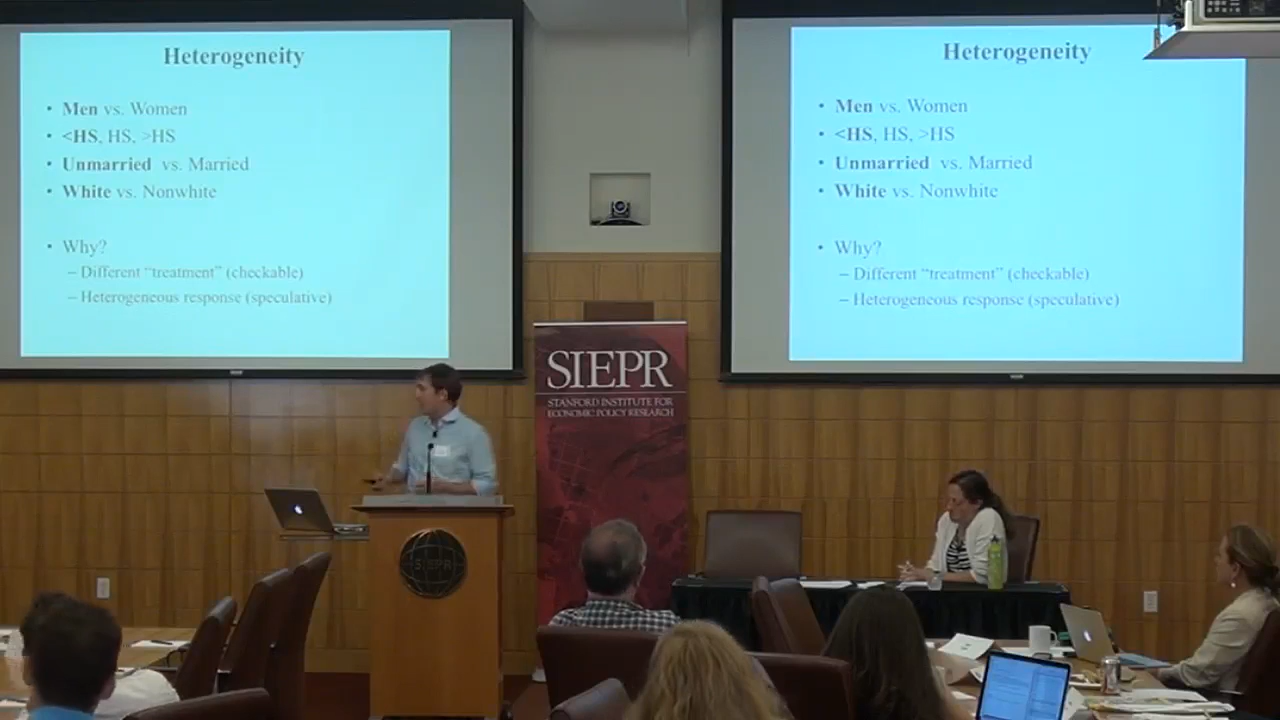 Heterogeneity
• Men vs. Women
• <HS, HS, >HS
• Unmarried vs. Married
• White vs. Nonwhite
• Why?
– Different “treatment” (checkable)
– Heterogeneous response (speculative)
Heterogeneity
• Men vs. Women
• <HS, HS, >HS
• Unmarried vs. Married
• White vs. Nonwhite
• Why?
– Different “treatment” (checkable)
– Heterogeneous response (speculative)
SIEPR
STANFORD INSTITUTE FOR
ECONOMIC POLICY RESEARCH
SIEPR